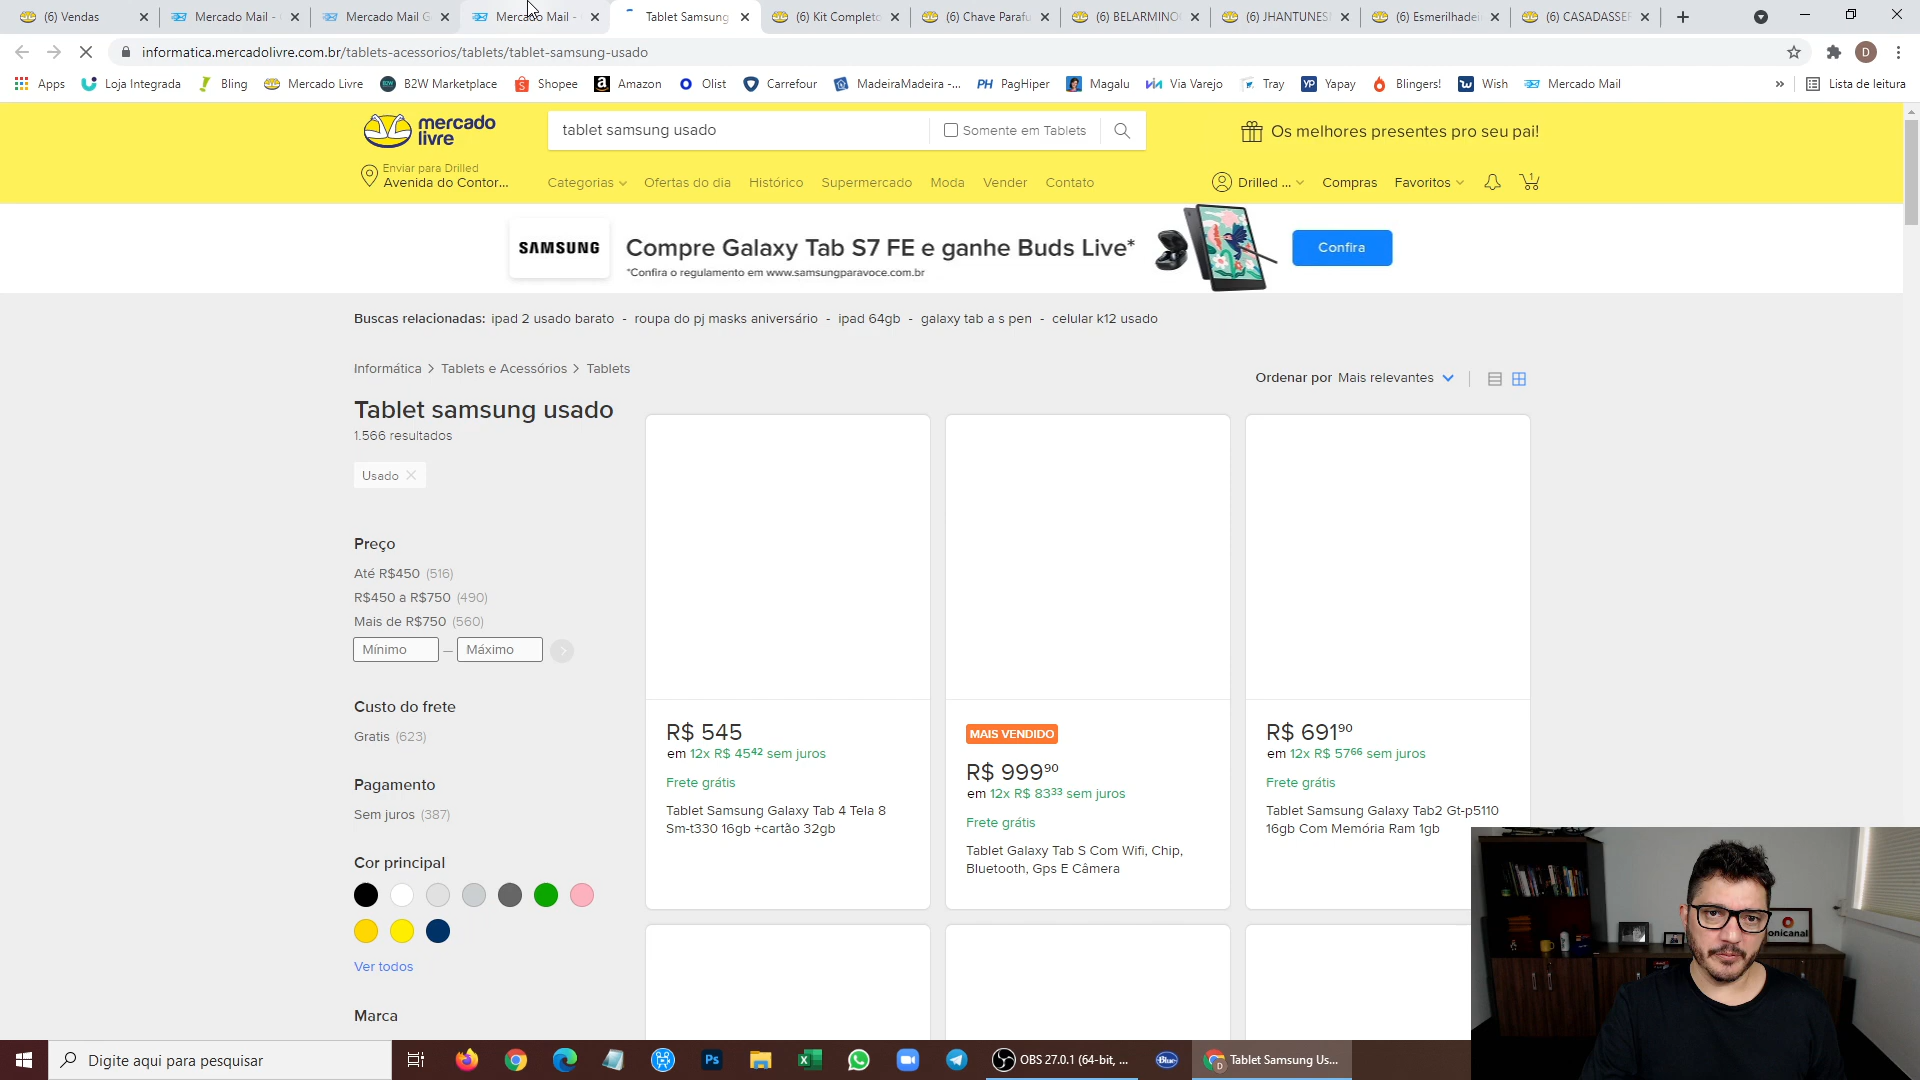 (6) Vendas
Mercado Mail -
Mercado Mail G
Mercado Mail -
Tablet Samsung
(6) Kit Completo
(6) Chave Parafu
(6) BELARMINO
(6) JHANTUNES
(6) Esmerilhade
(6) CASADASSE
informatica.mercadolivre.com.br/tablets-acessorios/tablets/tablet-samsung-usado
D
Apps
Loja Integrada
Bling
Mercado Livre
B2W Marketplace
Shopee
Amazon
Olist
Carrefour
MadeiraMadeira -...
PagHiper
Magalu
Via Varejo
Tray
Yapay
Blingers!
Wish
Mercado Mail
»
Lista de leitura
mercado
livre
tablet samsung usado
Somente em Tablets
Os melhores presentes pro seu pai!
Enviar para Drilled
Avenida do Contor...
Categorias
Ofertas do dia
Histórico
Supermercado
Moda
Vender
Contato
Drilled ...
Compras
Favoritos
1
SAMSUNG
Compre Galaxy Tab S7 FE e ganhe Buds Live*
*Confira o regulamento em www.samsungparavoce.com.br
Confira
Buscas relacionadas: ipad 2 usado barato - roupa do pj masks aniversário - ipad 64gb - galaxy tab a s pen - celular k12 usado
Informática > Tablets e Acessórios > Tablets
Ordenar por Mais relevantes
Tablet samsung usado
1.566 resultados
Usado
Preço
Até R$450 (516)
R$450 a R$750 (490)
Mais de R$750 (560)
Mínimo — Máximo
Custo do frete
Gratis (623)
Pagamento
Sem juros (387)
Cor principal
Ver todos
Marca
R$ 545
em 12x R$ 45⁴² sem juros
Frete grátis
Tablet Samsung Galaxy Tab 4 Tela 8
Sm-t330 16gb +cartão 32gb
MAIS VENDIDO
R$ 999⁹⁰
em 12x R$ 83³³ sem juros
Frete grátis
Tablet Galaxy Tab S Com Wifi, Chip,
Bluetooth, Gps E Câmera
R$ 691⁹⁰
em 12x R$ 57⁶⁶ sem juros
Frete grátis
Tablet Samsung Galaxy Tab2 Gt-p5110
16gb Com Memória Ram 1gb
onicanal
Digite aqui para pesquisar
Ps
OBS 27.0.1 (64-bit, ...
Blue
Tablet Samsung Us...